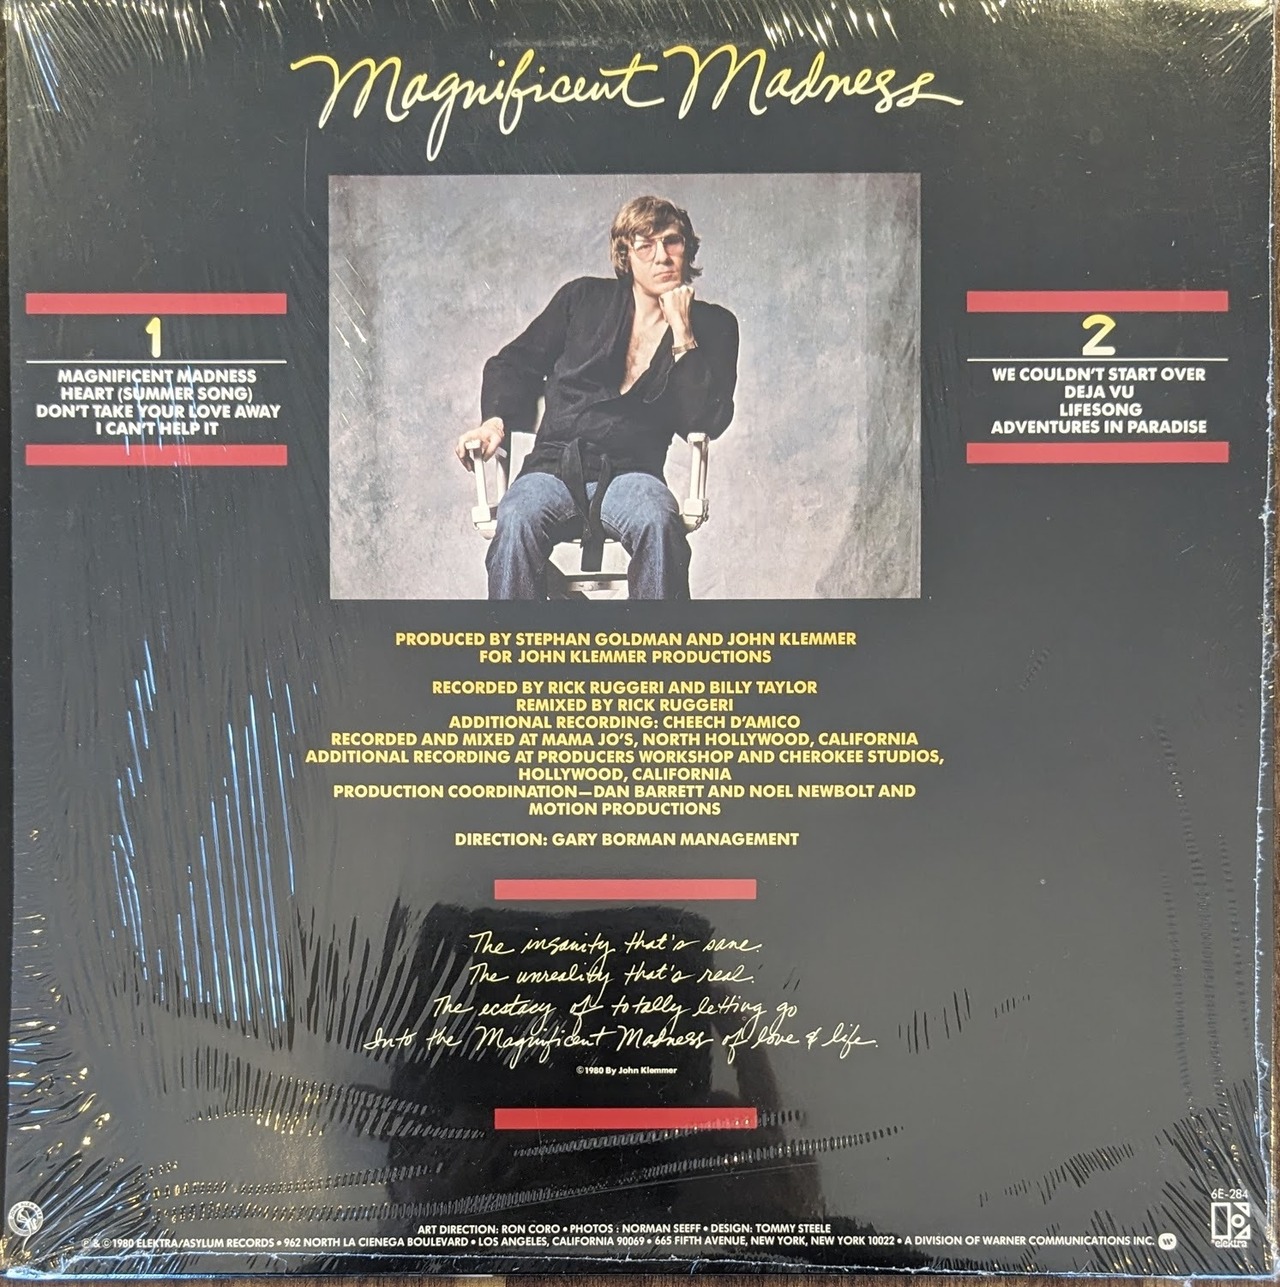 Magnificent Madness
1
MAGNIFICENT MADNESS
HEART (SUMMER SONG)
DON'T TAKE YOUR LOVE AWAY
I CAN'T HELP IT
2
WE COULDN'T START OVER
DEJA VU
LIFESONG
ADVENTURES IN PARADISE
PRODUCED BY STEPHAN GOLDMAN AND JOHN KLEMMER
FOR JOHN KLEMMER PRODUCTIONS
RECORDED BY RICK RUGGERI AND BILLY TAYLOR
REMIXED BY RICK RUGGERI
ADDITIONAL RECORDING: CHEECH D'AMICO
RECORDED AND MIXED AT MAMA JO'S, NORTH HOLLYWOOD, CALIFORNIA
ADDITIONAL RECORDING AT PRODUCERS WORKSHOP AND CHEROKEE STUDIOS,
HOLLYWOOD, CALIFORNIA
PRODUCTION COORDINATION—DAN BARRETT AND NOEL NEWBOLT AND
MOTION PRODUCTIONS
DIRECTION: GARY BORMAN MANAGEMENT
The insanity that's sane.
The unreality that's real.
The ecstacy of totally letting go
Into the Magnificent Madness of love & life.
©1980 By John Klemmer
6E-284
elektra
ART DIRECTION: RON CORO • PHOTOS : NORMAN SEEFF • DESIGN: TOMMY STEELE
℗ & © 1980 ELEKTRA/ASYLUM RECORDS • 962 NORTH LA CIENEGA BOULEVARD • LOS ANGELES, CALIFORNIA 90069 • 665 FIFTH AVENUE, NEW YORK, NEW YORK 10022 • A DIVISION OF WARNER COMMUNICATIONS INC.